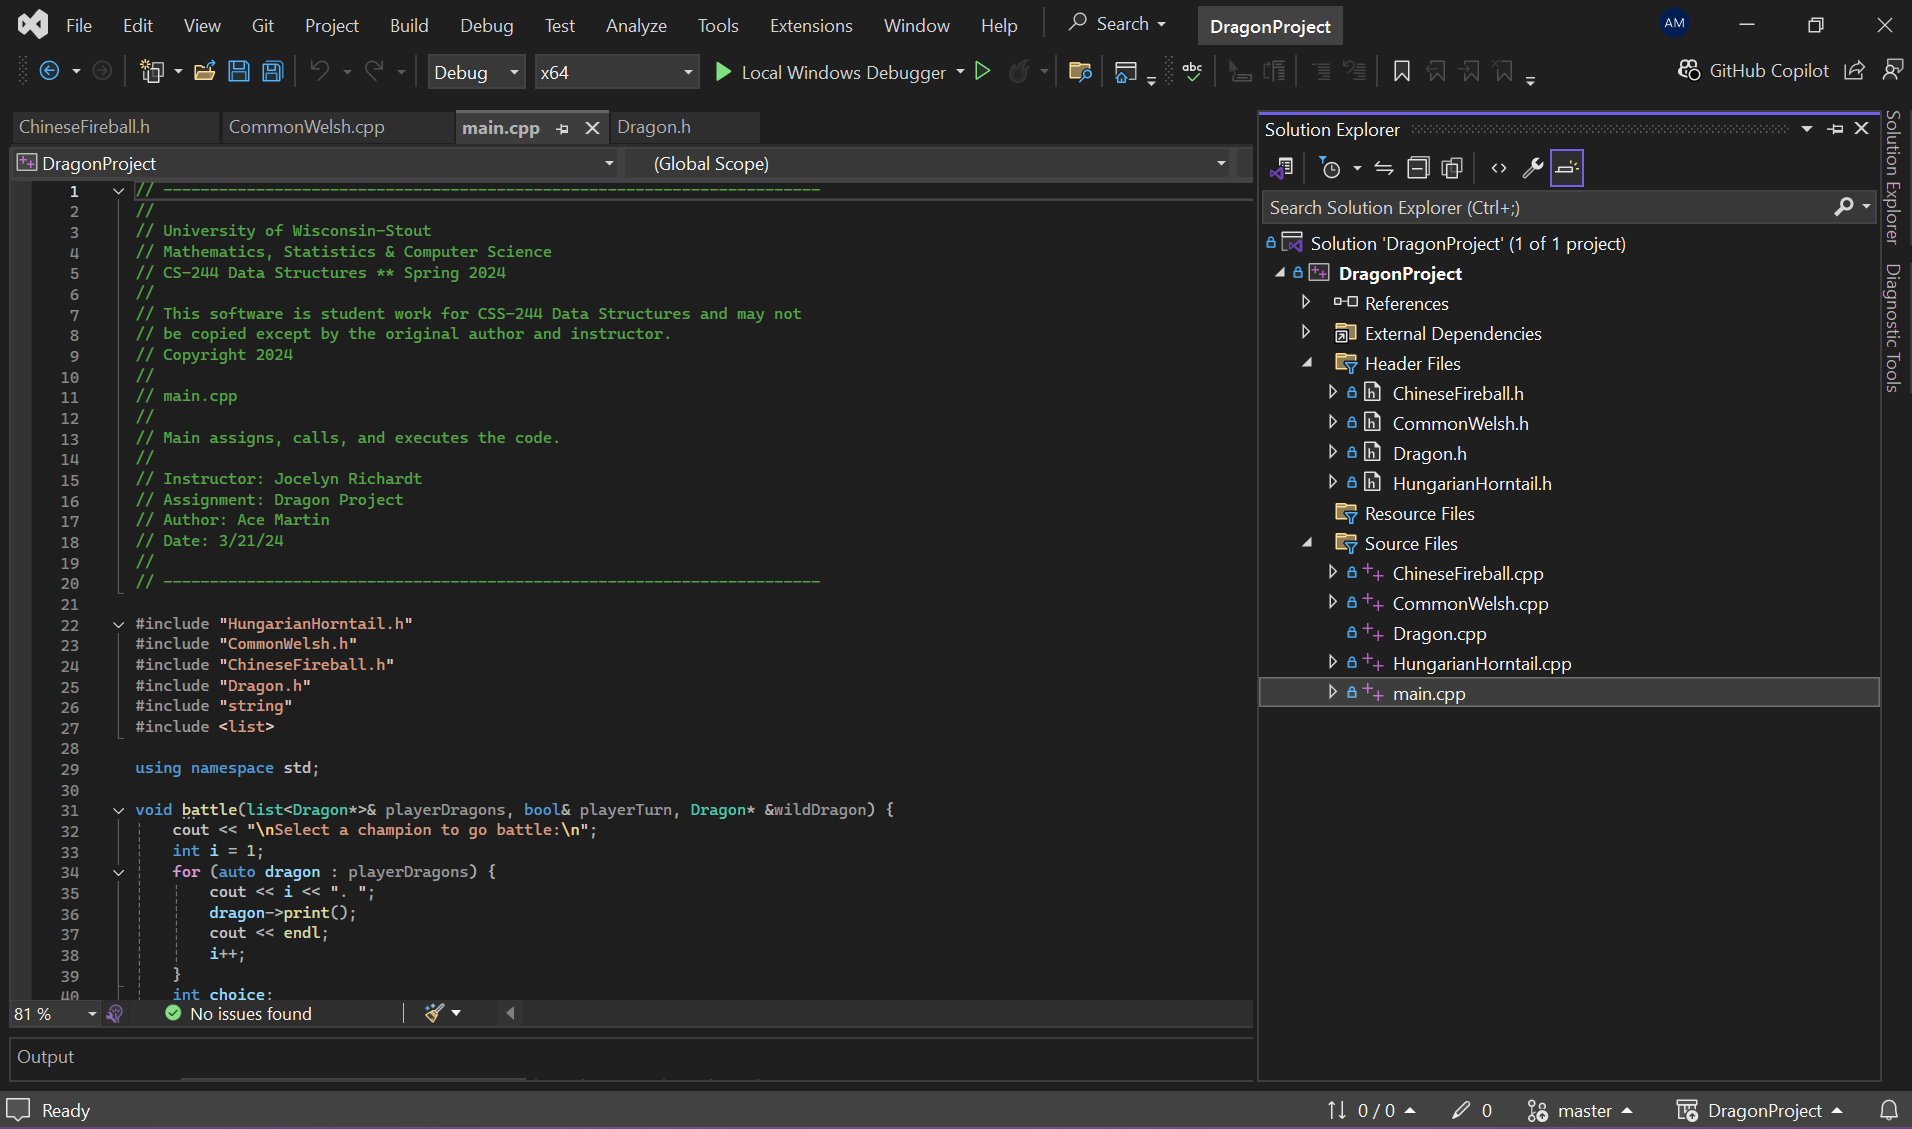 File Edit View Git Project Build Debug Test Analyze Tools Extensions Window Help Search DragonProject AM
Debug x64 Local Windows Debugger abc GitHub Copilot
ChineseFireball.h CommonWelsh.cpp main.cpp Dragon.h
DragonProject (Global Scope)
1 // -----------------------------------------------------------------------
2 //
3 // University of Wisconsin-Stout
4 // Mathematics, Statistics & Computer Science
5 // CS-244 Data Structures ** Spring 2024
6 //
7 // This software is student work for CSS-244 Data Structures and may not
8 // be copied except by the original author and instructor.
9 // Copyright 2024
10 //
11 // main.cpp
12 //
13 // Main assigns, calls, and executes the code.
14 //
15 // Instructor: Jocelyn Richardt
16 // Assignment: Dragon Project
17 // Author: Ace Martin
18 // Date: 3/21/24
19 //
20 // -----------------------------------------------------------------------
21
22 #include "HungarianHorntail.h"
23 #include "CommonWelsh.h"
24 #include "ChineseFireball.h"
25 #include "Dragon.h"
26 #include "string"
27 #include <list>
28
29 using namespace std;
30
31 void battle(list<Dragon*>& playerDragons, bool& playerTurn, Dragon* &wildDragon) {
32 cout << "\nSelect a champion to go battle:\n";
33 int i = 1;
34 for (auto dragon : playerDragons) {
35 cout << i << ". ";
36 dragon->print();
37 cout << endl;
38 i++;
39 }
40 int choice;
81 % No issues found
Output
Solution Explorer
Search Solution Explorer (Ctrl+;)
Solution 'DragonProject' (1 of 1 project)
DragonProject
References
External Dependencies
Header Files
ChineseFireball.h
CommonWelsh.h
Dragon.h
HungarianHorntail.h
Resource Files
Source Files
ChineseFireball.cpp
CommonWelsh.cpp
Dragon.cpp
HungarianHorntail.cpp
main.cpp
Solution Explorer
Diagnostic Tools
Ready 0 / 0 0 master DragonProject